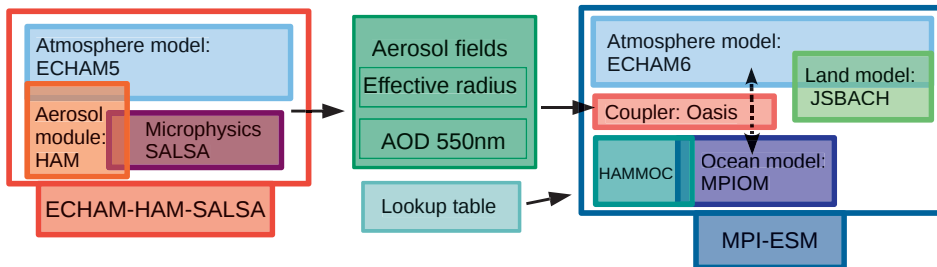 Atmosphere model:
ECHAM5
Aerosol
module:
HAM
Microphysics
SALSA
ECHAM-HAM-SALSA
Aerosol fields
Effective radius
AOD 550nm
Lookup table
Atmosphere model:
ECHAM6
Land model:
JSBACH
Coupler: Oasis
HAMMOC
Ocean model:
MPIOM
MPI-ESM